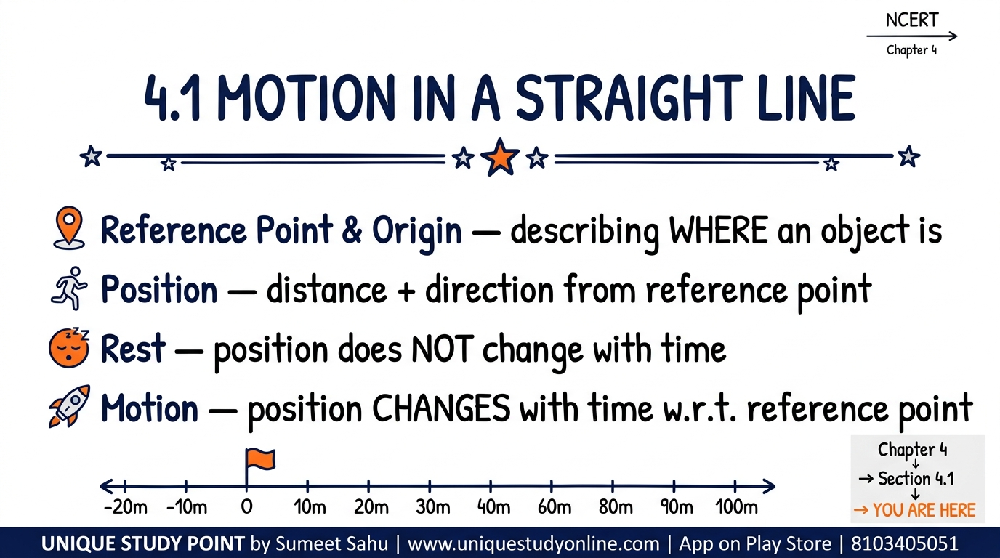 NCERT
Chapter 4
4.1 MOTION IN A STRAIGHT LINE
Reference Point & Origin — describing WHERE an object is
Position — distance + direction from reference point
zzZ
Rest — position does NOT change with time
Motion — position CHANGES with time w.r.t. reference point
-20m -10m 0 10m 20m 30m 40m 60m 80m 90m 100m
Chapter 4
↓
→ Section 4.1
↓
→ YOU ARE HERE
UNIQUE STUDY POINT by Sumeet Sahu | www.uniquestudyonline.com | App on Play Store | 8103405051